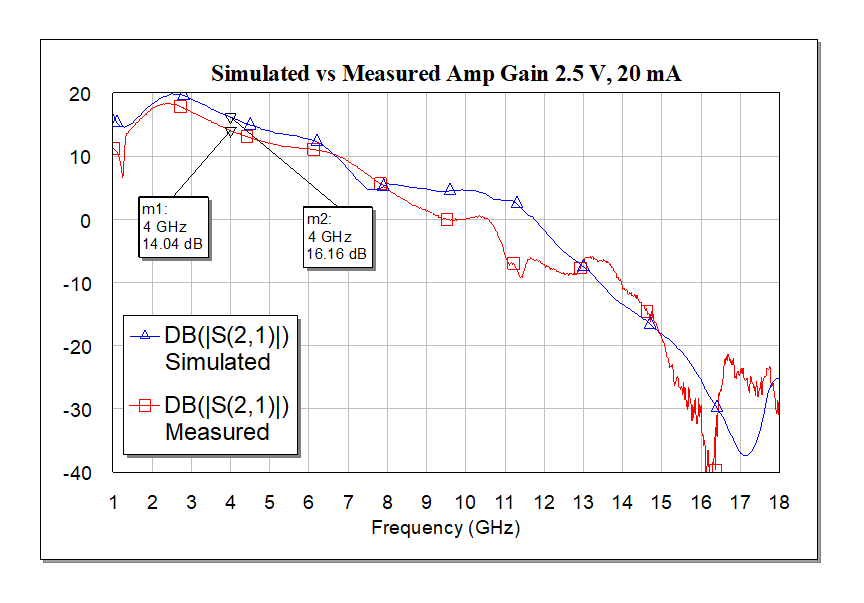 Simulated vs Measured Amp Gain 2.5 V, 20 mA
20
10
0
-10
-20
-30
-40
m1:
4 GHz
14.04 dB
m2:
4 GHz
16.16 dB
DB(|S(2,1)|)
Simulated
DB(|S(2,1)|)
Measured
1 2 3 4 5 6 7 8 9 10 11 12 13 14 15 16 17 18
Frequency (GHz)